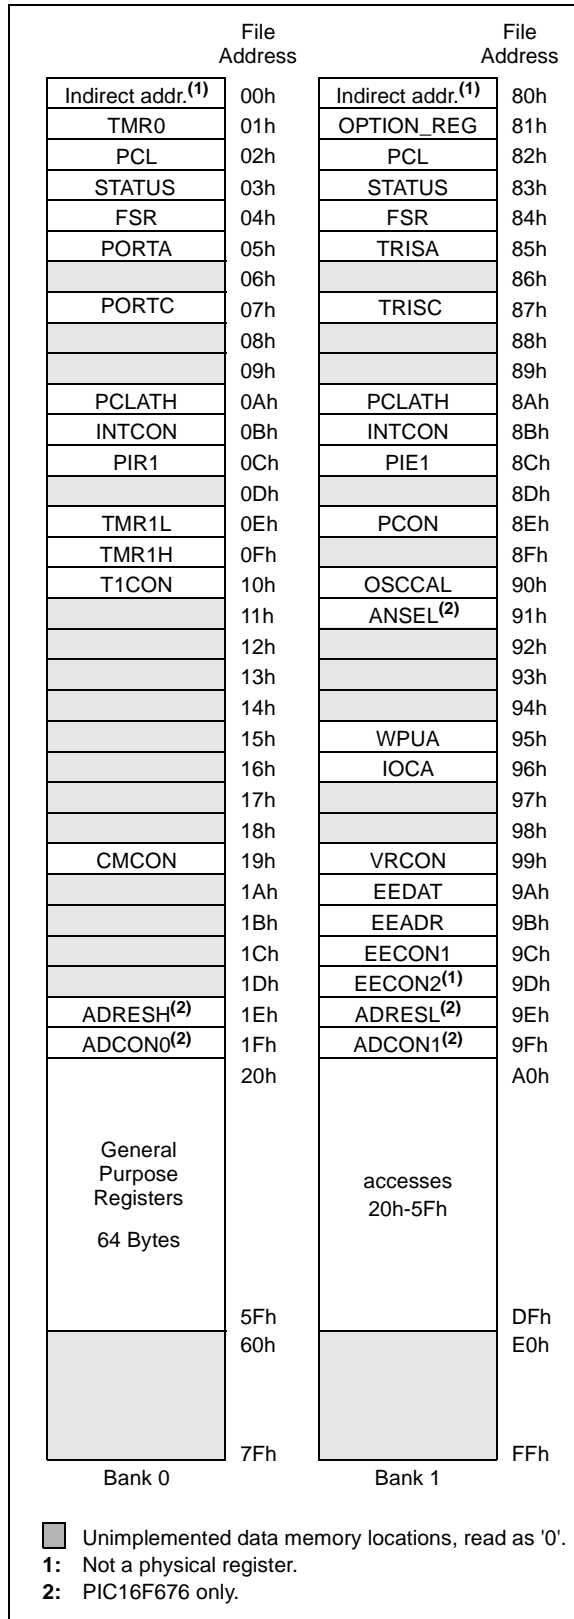 File Address File Address
Indirect addr.(1) 00h Indirect addr.(1) 80h
TMR0 01h OPTION_REG 81h
PCL 02h PCL 82h
STATUS 03h STATUS 83h
FSR 04h FSR 84h
PORTA 05h TRISA 85h
06h 86h
PORTC 07h TRISC 87h
08h 88h
09h 89h
PCLATH 0Ah PCLATH 8Ah
INTCON 0Bh INTCON 8Bh
PIR1 0Ch PIE1 8Ch
0Dh 8Dh
TMR1L 0Eh PCON 8Eh
TMR1H 0Fh 8Fh
T1CON 10h OSCCAL 90h
11h ANSEL(2) 91h
12h 92h
13h 93h
14h 94h
15h WPUA 95h
16h IOCA 96h
17h 97h
18h 98h
CMCON 19h VRCON 99h
1Ah EEDAT 9Ah
1Bh EEADR 9Bh
1Ch EECON1 9Ch
1Dh EECON2(1) 9Dh
ADRESH(2) 1Eh ADRESL(2) 9Eh
ADCON0(2) 1Fh ADCON1(2) 9Fh
20h A0h
General
Purpose
Registers
64 Bytes
accesses
20h-5Fh
5Fh DFh
60h E0h
7Fh FFh
Bank 0 Bank 1
Unimplemented data memory locations, read as '0'.
1: Not a physical register.
2: PIC16F676 only.